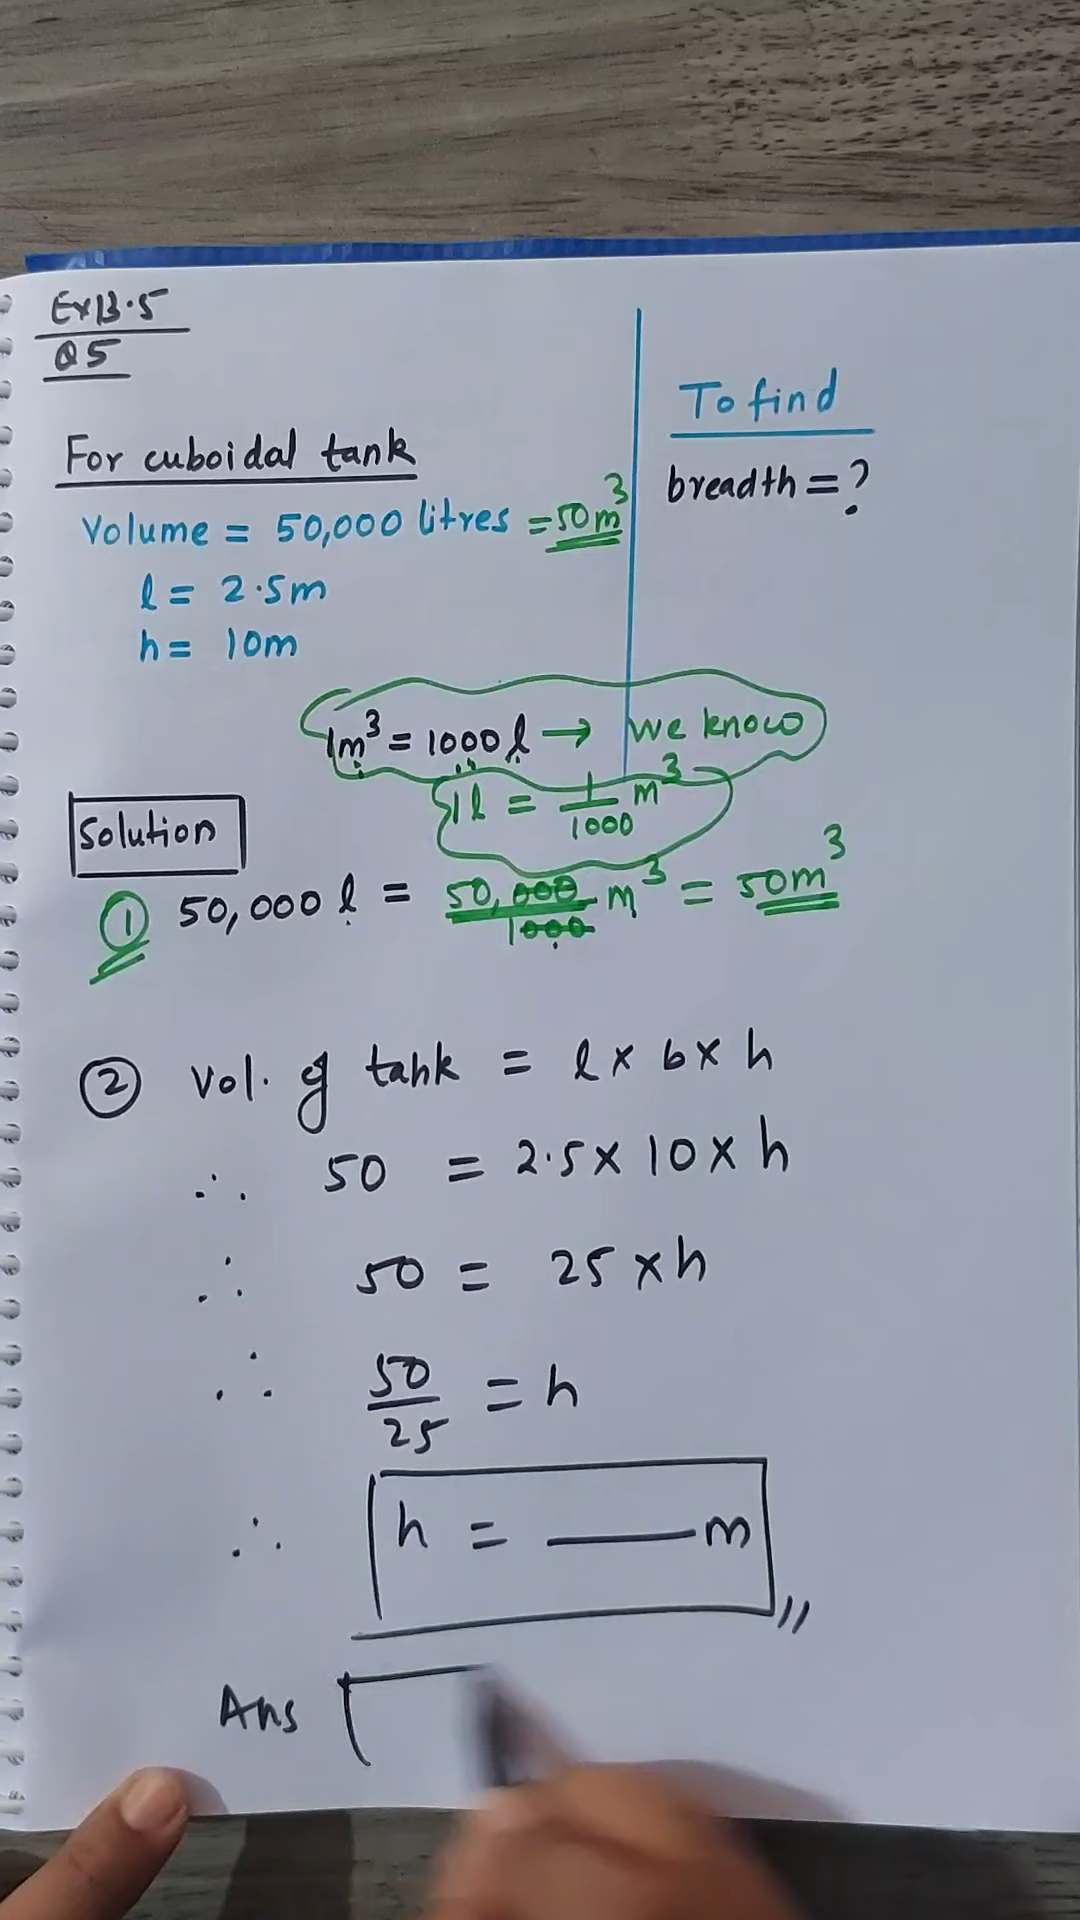 Ex13.5
Q5
For cuboidal tank
Volume = 50,000 litres = 50m³
l = 2.5m
h = 10m
To find
breadth = ?
1m³ = 1000 l → we know
1l = 1/1000 m³
Solution
① 50,000 l = 50,000/1000 m³ = 50m³
② Vol. of tank = l x b x h
∴ 50 = 2.5 x 10 x h
∴ 50 = 25 x h
∴ 50/25 = h
∴ h = ___ m
Ans